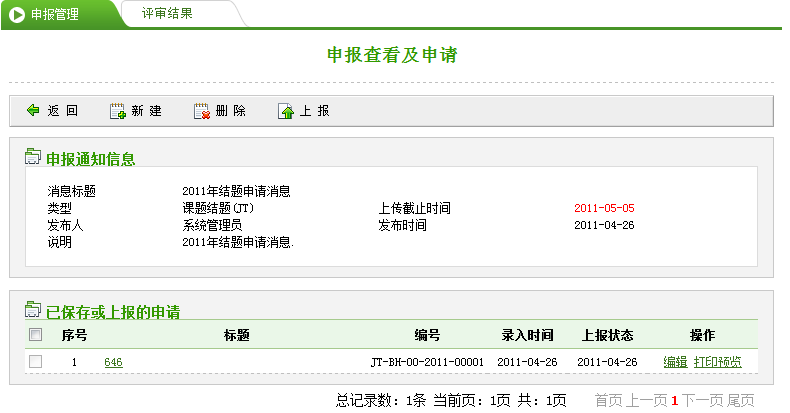 申报管理 评审结果
申报查看及申请
返 回 新 建 删 除 上 报
申报通知信息
消息标题 2011年结题申请消息
类型 课题结题(JT) 上传截止时间 2011-05-05
发布人 系统管理员 发布时间 2011-04-26
说明 2011年结题申请消息.
已保存或上报的申请
序号 标题 编号 录入时间 上报状态 操作
1 646 JT-BH-00-2011-00001 2011-04-26 2011-04-26 编辑 打印预览
总记录数：1条 当前页：1页 共：1页 首页 上一页 1 下一页 尾页